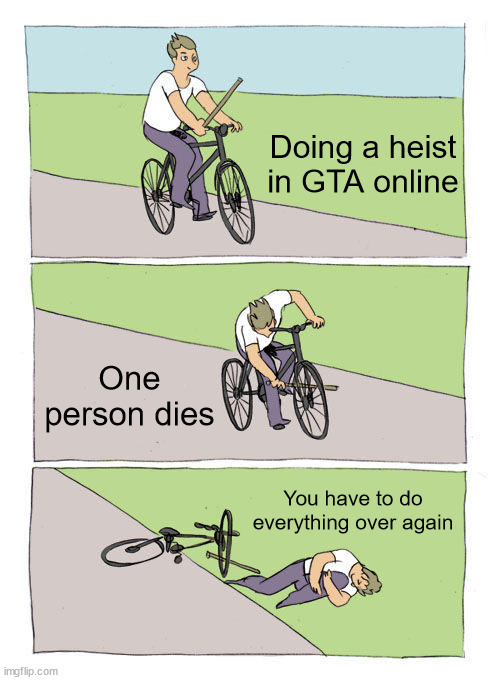 Doing a heist
in GTA online
One
person dies
You have to do
everything over again
imgflip.com